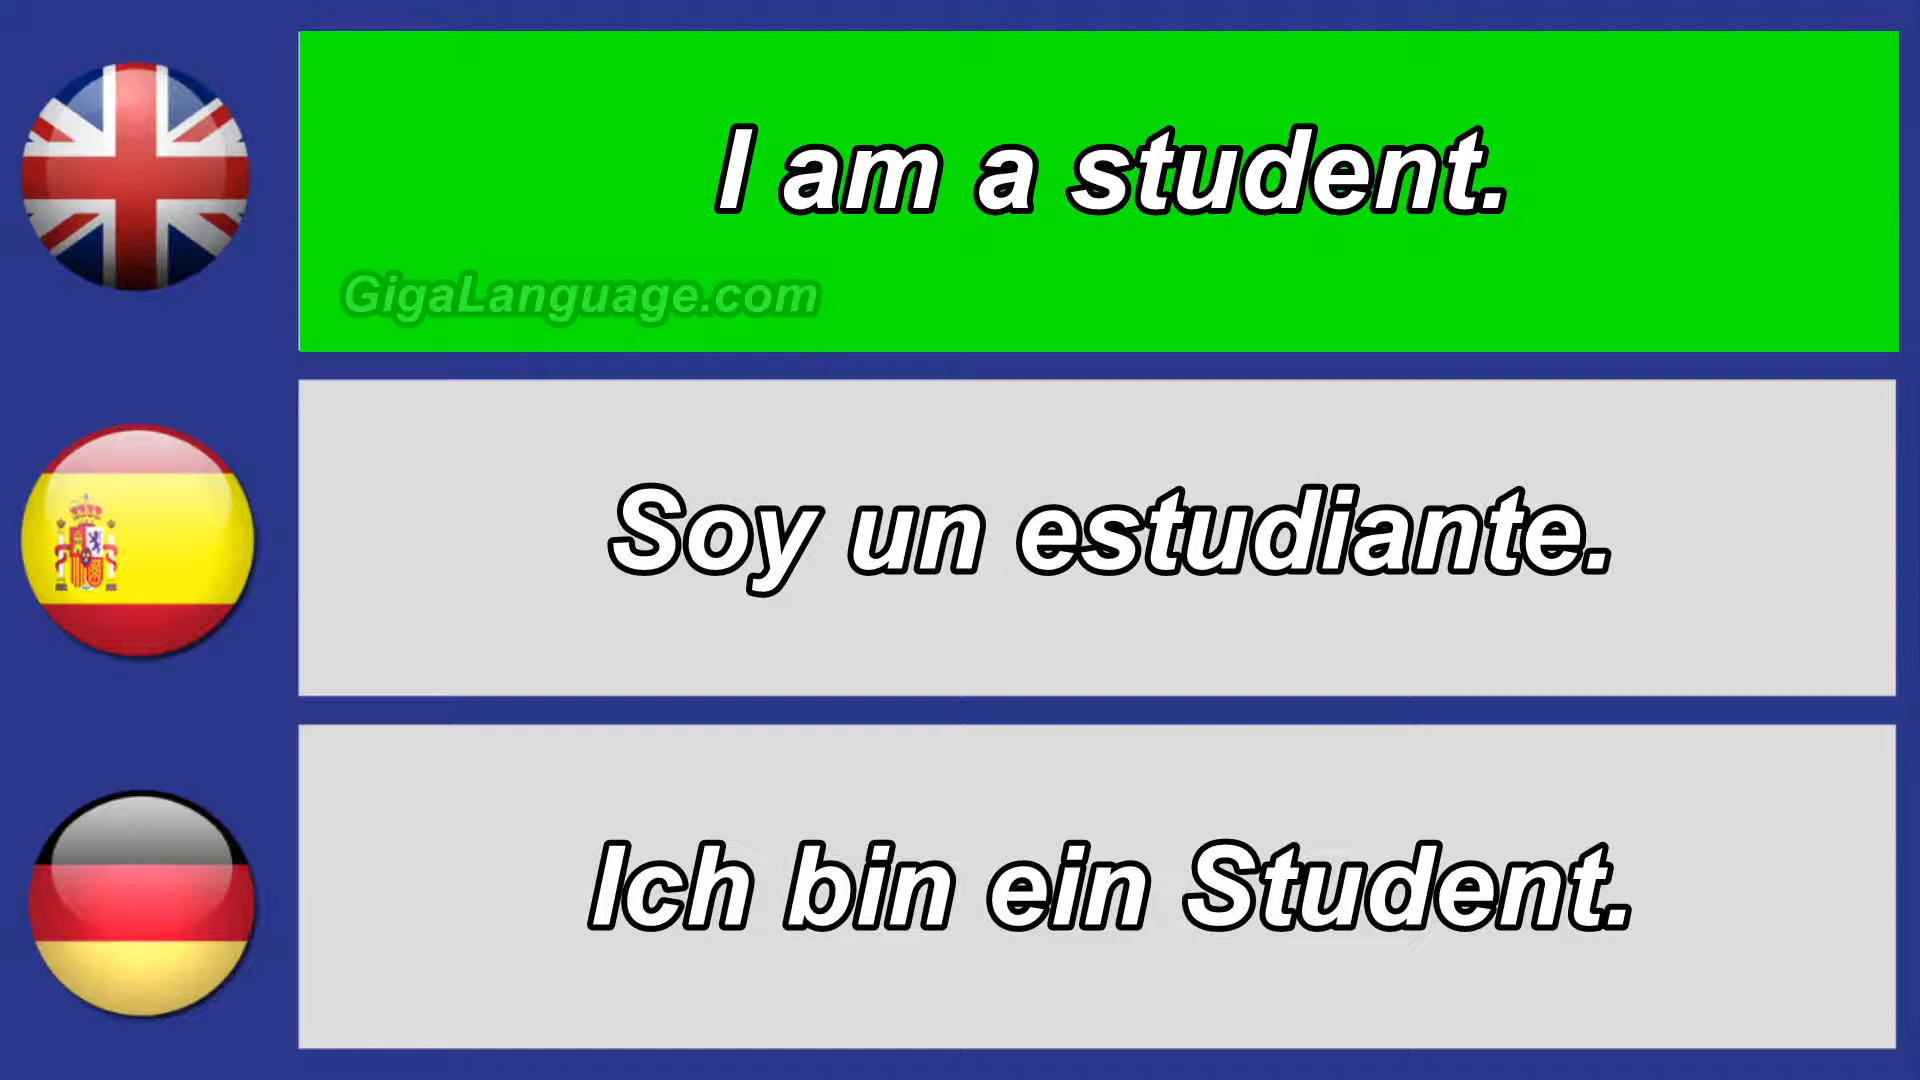 I am a student.
GigaLanguage.com
Soy un estudiante.
Ich bin ein Student.